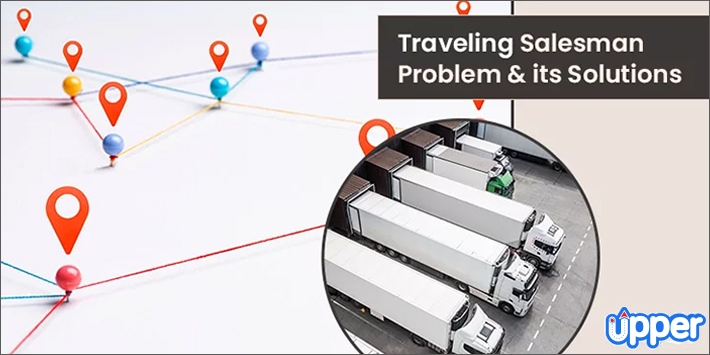 Traveling Salesman
Problem & its Solutions
upper